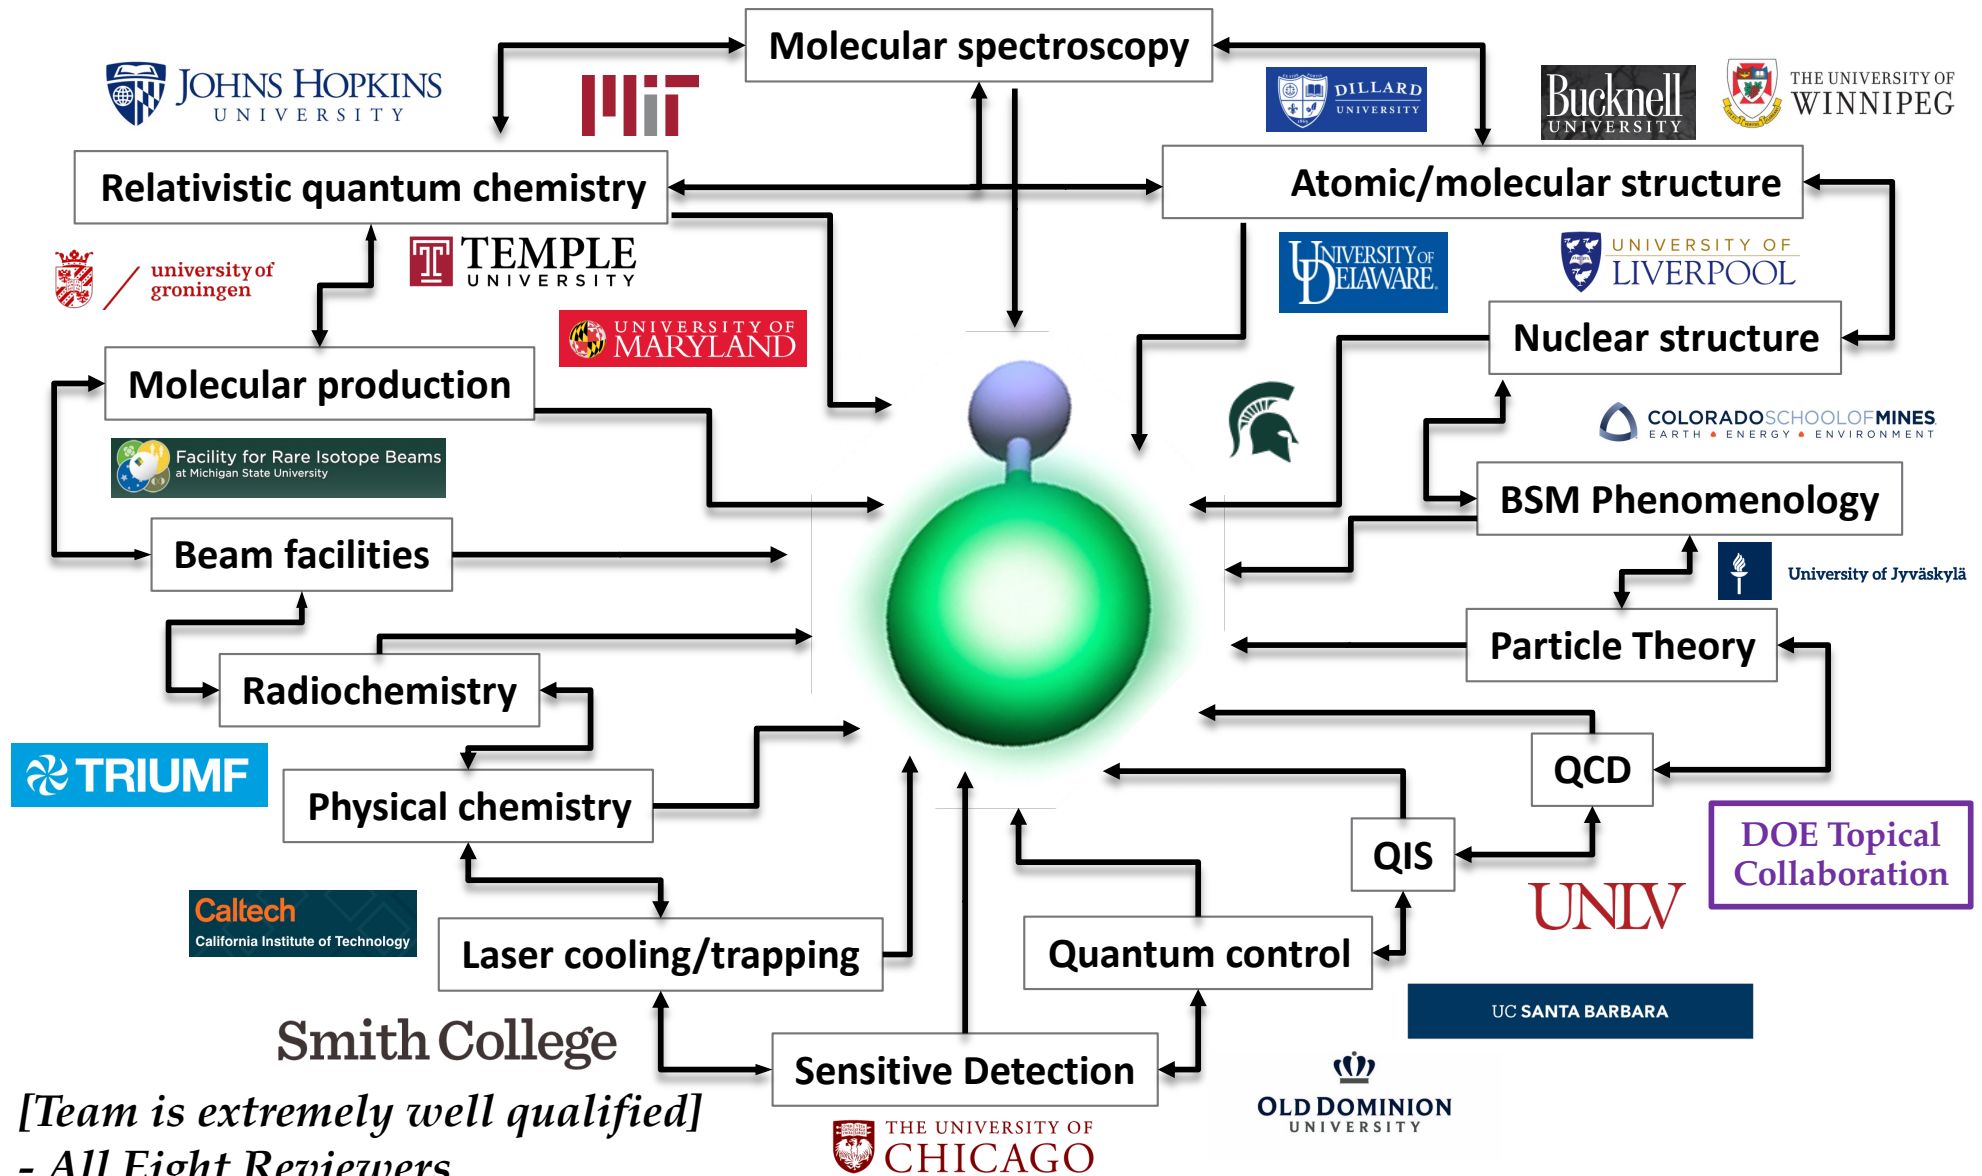 Molecular spectroscopy
JOHNS HOPKINS
UNIVERSITY
MiT
DILLARD
UNIVERSITY
Bucknell
UNIVERSITY
THE UNIVERSITY OF
WINNIPEG
Relativistic quantum chemistry
Atomic/molecular structure
university of
groningen
TEMPLE
UNIVERSITY
UNIVERSITY OF
DELAWARE
UNIVERSITY OF
LIVERPOOL
UNIVERSITY OF
MARYLAND
Nuclear structure
Molecular production
COLORADOSCHOOLOFMINES
EARTH • ENERGY • ENVIRONMENT
Facility for Rare Isotope Beams
at Michigan State University
BSM Phenomenology
Beam facilities
University of Jyväskylä
Particle Theory
Radiochemistry
TRIUMF
QCD
Physical chemistry
DOE Topical
Collaboration
QIS
Caltech
California Institute of Technology
UNLV
Laser cooling/trapping
Quantum control
UC SANTA BARBARA
Smith College
Sensitive Detection
OLD DOMINION
UNIVERSITY
[Team is extremely well qualified]
- All Eight Reviewers
THE UNIVERSITY OF
CHICAGO